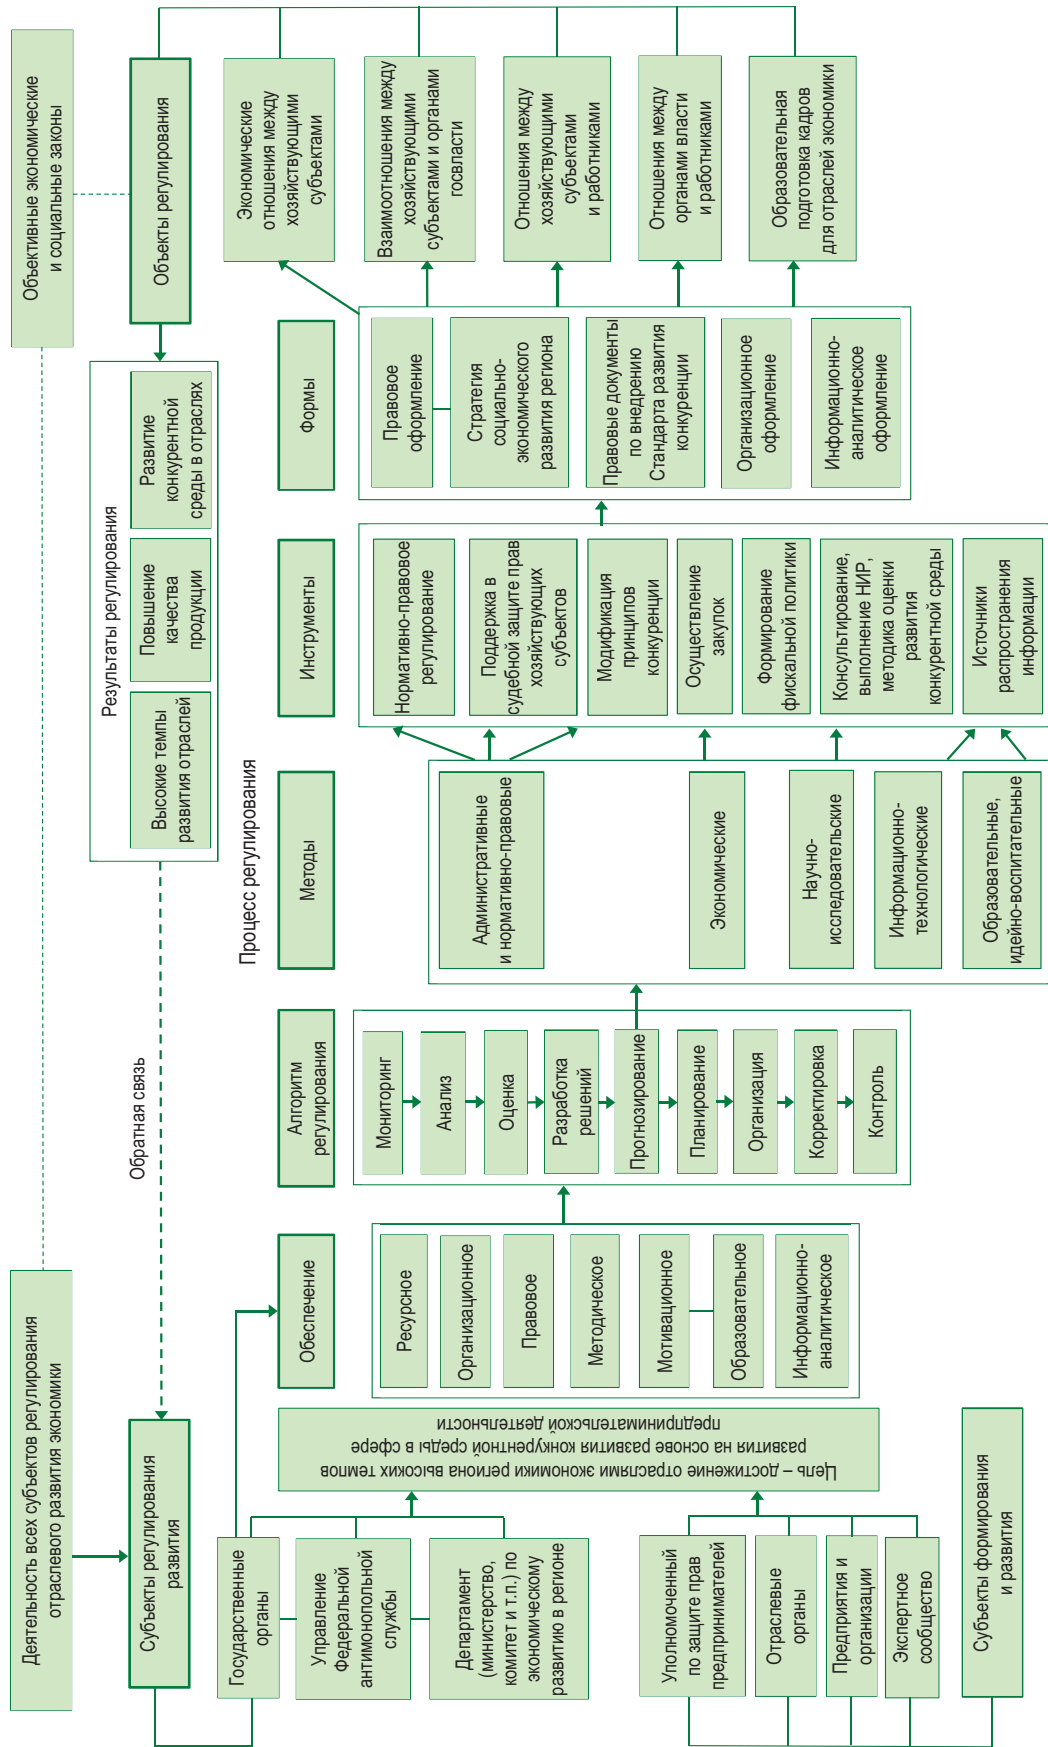 Деятельность всех субъектов регулирования
отраслевого развития экономики
Объективные экономические
и социальные законы
Субъекты регулирования
развития
Обратная связь
Результаты регулирования
Высокие темпы
развития отраслей
Повышение
качества
продукции
Развитие
конкурентной
среды в отраслях
Объекты регулирования
Процесс регулирования
Государственные
органы
Управление
Федеральной
антимонопольной
службы
Департамент
(министерство,
комитет и т.п.) по
экономическому
развитию в регионе
Уполномоченный
по защите прав
предпринимателей
Отраслевые
органы
Предприятия и
организации
Экспертное
сообщество
Субъекты формирования
и развития
Цель – достижение отраслями экономики региона высоких темпов
развития на основе развития конкурентной среды в сфере
предпринимательской деятельности
Обеспечение
Ресурсное
Организационное
Правовое
Методическое
Мотивационное
Образовательное
Информационно-
аналитическое
Алгоритм
регулирования
Мониторинг
Анализ
Оценка
Разработка
решений
Прогнозирование
Планирование
Организация
Корректировка
Контроль
Методы
Административные
и нормативно-правовые
Экономические
Научно-
исследовательские
Информационно-
технологические
Образовательные,
идейно-воспитательные
Инструменты
Нормативно-правовое
регулирование
Поддержка в
судебной защите прав
хозяйствующих
субъектов
Модификация
принципов
конкуренции
Осуществление
закупок
Формирование
фискальной политики
Консультирование,
выполнение НИР,
методика оценки
развития
конкурентной среды
Источники
распространения
информации
Формы
Правовое
оформление
Стратегия
социально-
экономического
развития региона
Правовые документы
по внедрению
Стандарта развития
конкуренции
Организационное
оформление
Информационно-
аналитическое
оформление
Экономические
отношения между
хозяйствующими
субъектами
Взаимоотношения между
хозяйствующими
субъектами и органами
госвласти
Отношения между
хозяйствующими
субъектами
и работниками
Отношения между
органами власти
и работниками
Образовательная
подготовка кадров
для отраслей экономики